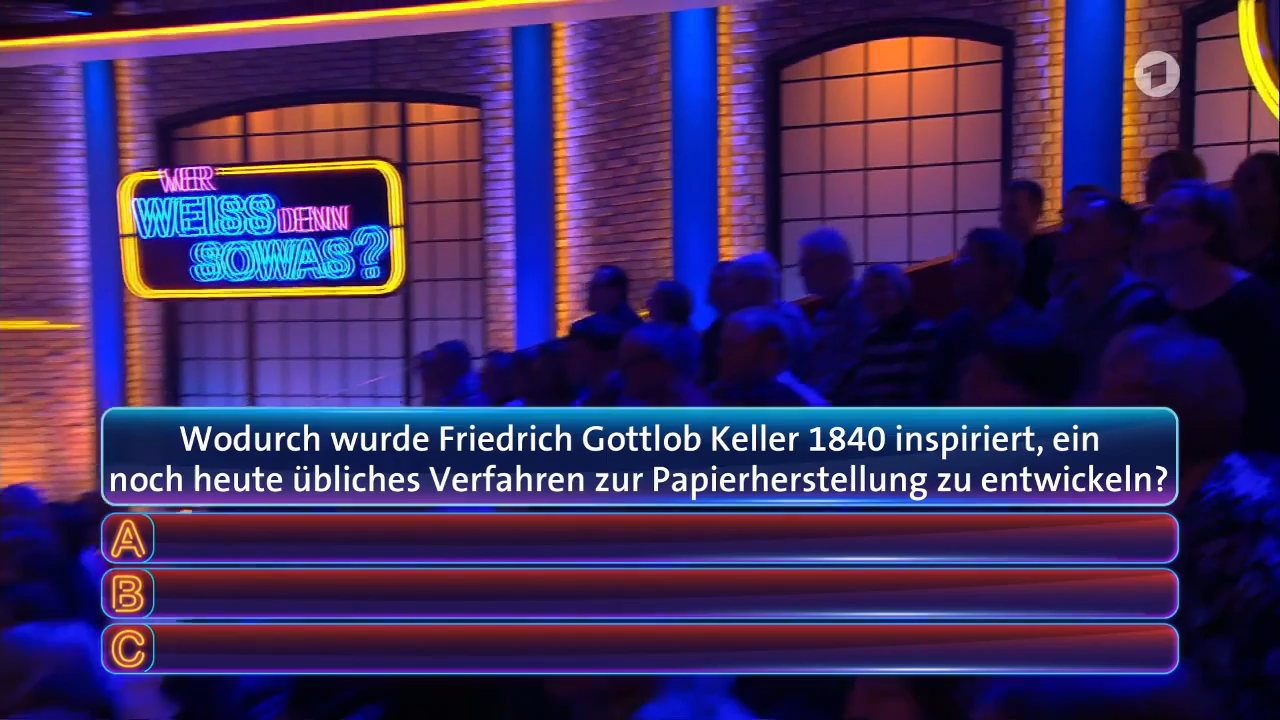 WER
WEISS DENN
SOWAS?
Wodurch wurde Friedrich Gottlob Keller 1840 inspiriert, ein
noch heute übliches Verfahren zur Papierherstellung zu entwickeln?
A
B
C
1